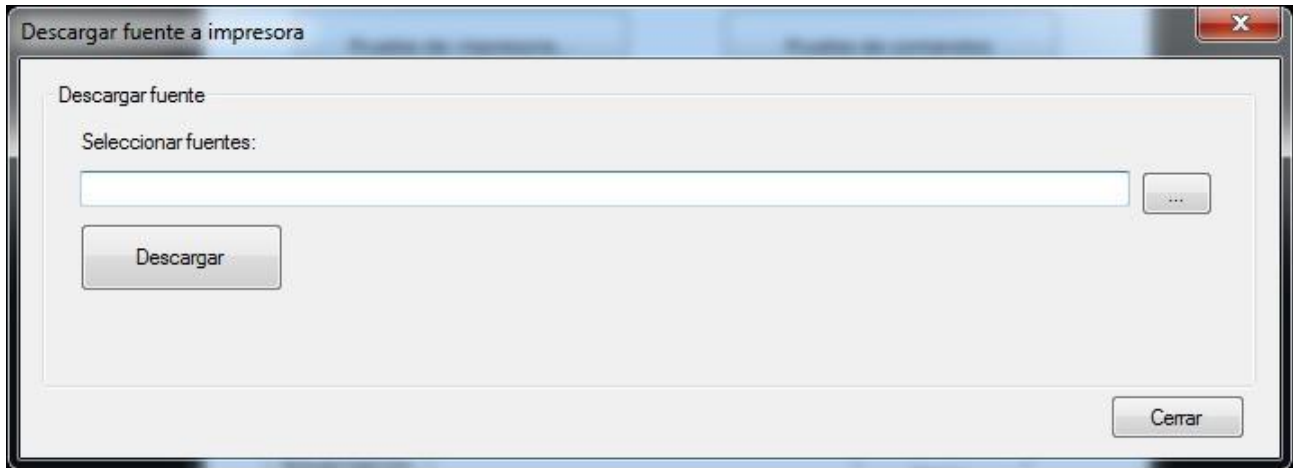 Descargar fuente a impresora
Descargar fuente
Seleccionar fuentes:
...
Descargar
Cerrar